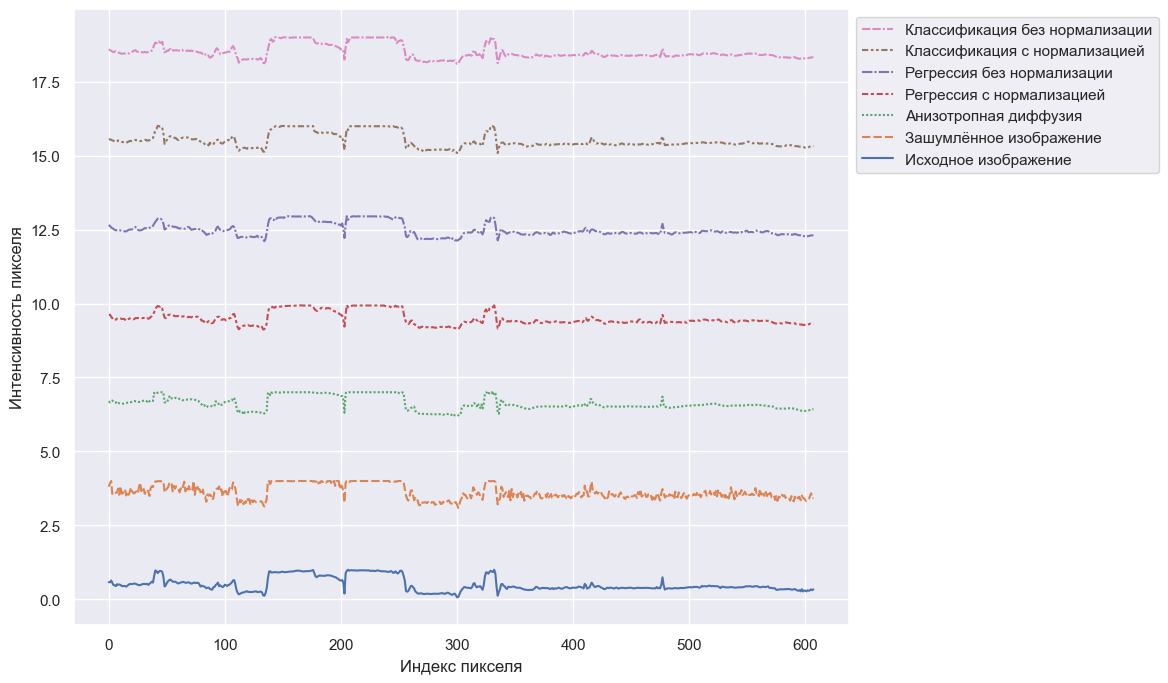 Классификация без нормализации
Классификация с нормализацией
Регрессия без нормализации
Регрессия с нормализацией
Анизотропная диффузия
Зашумлённое изображение
Исходное изображение
17.5
15.0
12.5
10.0
7.5
5.0
2.5
0.0
Интенсивность пикселя
0 100 200 300 400 500 600
Индекс пикселя